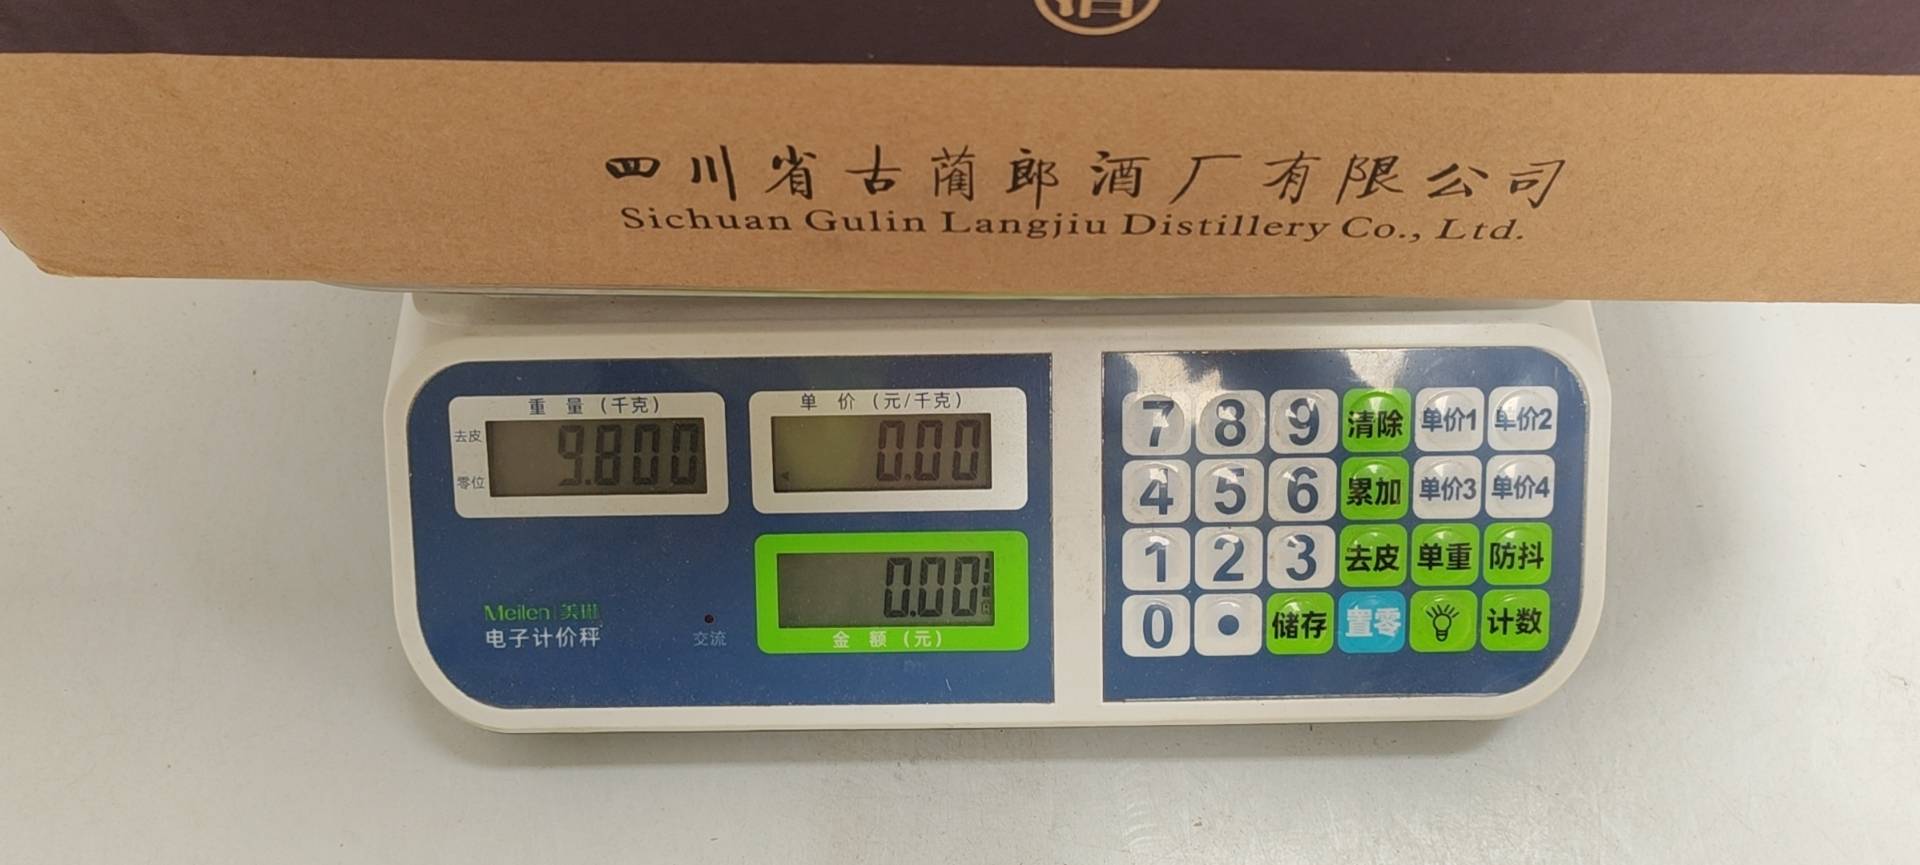 酒
四川省古蔺郎酒厂有限公司
Sichuan Gulin Langjiu Distillery Co., Ltd.
重 量 (千克)
单 价 (元/千克)
去皮
零位
9.800
0.00
0.00
金 额 (元)
Meilen 美琳
电子计价秤
交流
7 8 9 清除 单价1 单价2
4 5 6 累加 单价3 单价4
1 2 3 去皮 单重 防抖
0 • 储存 置零 计数